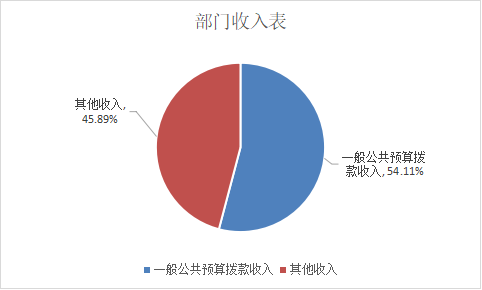 部门收入表
其他收入,
45.89%
一般公共预算拨
款收入, 54.11%
一般公共预算拨款收入
其他收入